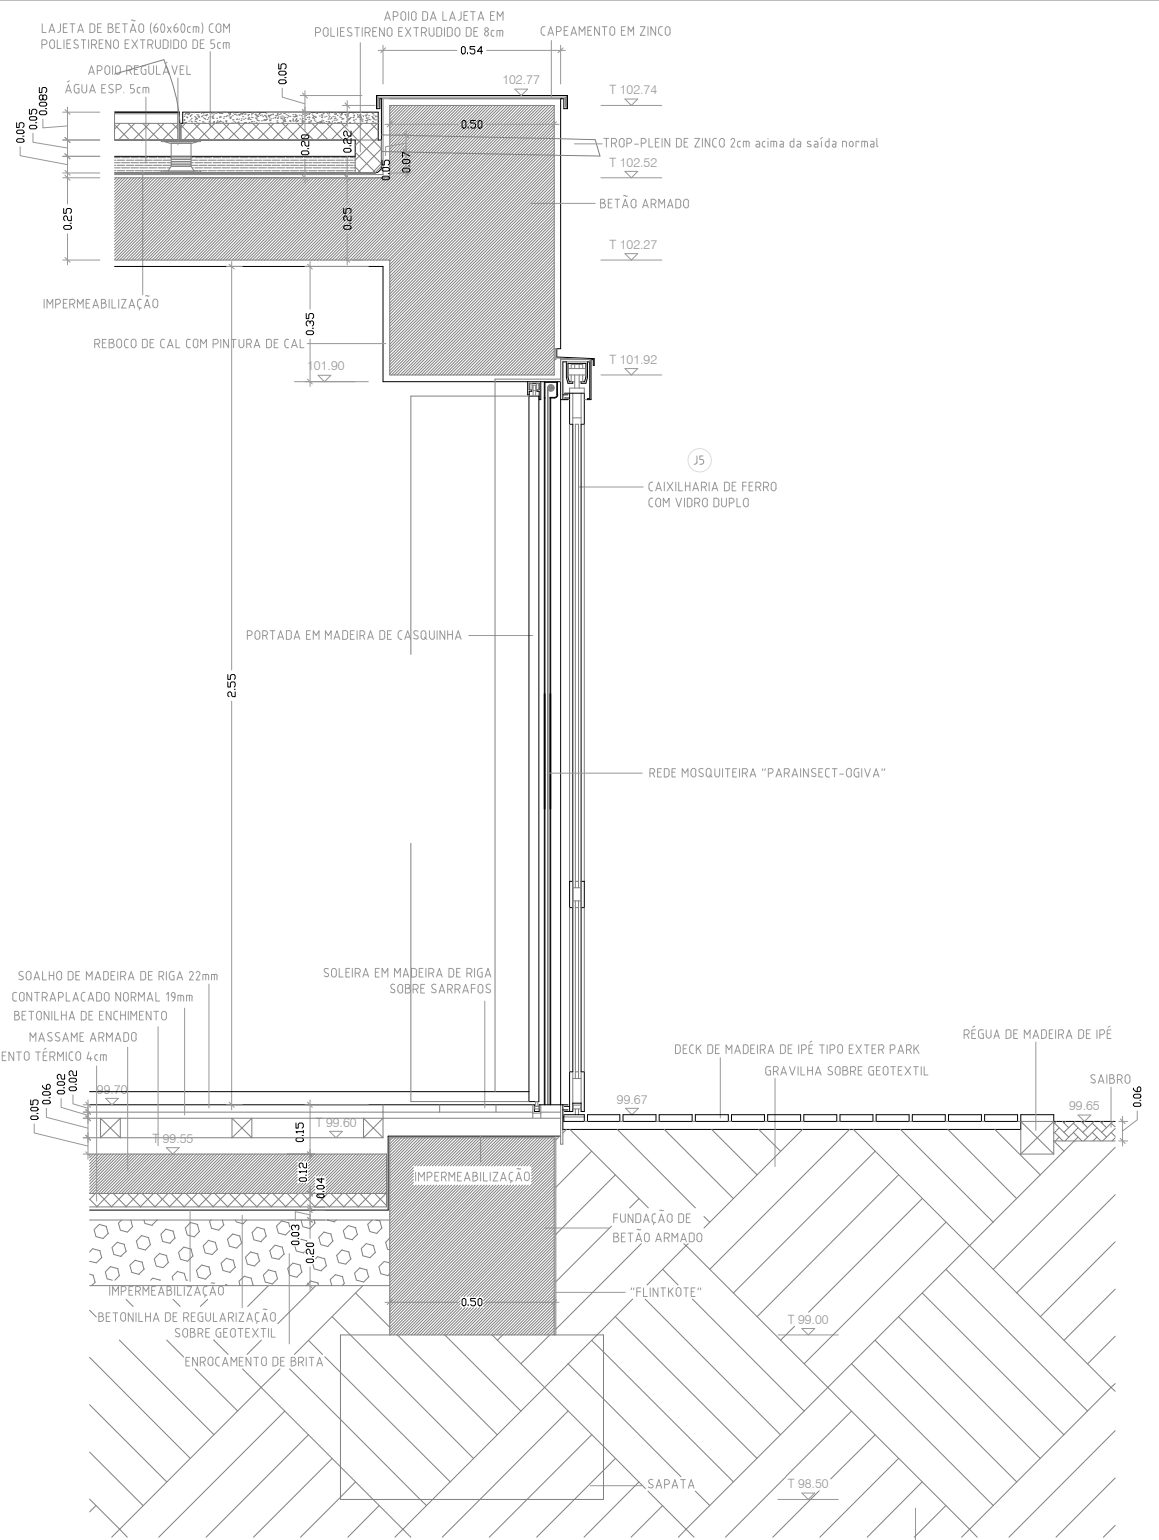 APOIO DA LAJETA EM
POLIESTIRENO EXTRUDIDO DE 8cm
CAPEAMENTO EM ZINCO
LAJETA DE BETÃO (60x60cm) COM
POLIESTIRENO EXTRUDIDO DE 5cm
0.54
APOIO REGULÁVEL
ÁGUA ESP. 5cm
0.05
102.77
T 102.74
0.085
0.05
0.05
0.50
0.20
0.22
TROP-PLEIN DE ZINCO 2cm acima da saída normal
0.05
0.07
T 102.52
BETÃO ARMADO
0.25
0.25
T 102.27
IMPERMEABILIZAÇÃO
0.35
REBOCO DE CAL COM PINTURA DE CAL
101.90
T 101.92
J5
CAIXILHARIA DE FERRO
COM VIDRO DUPLO
PORTADA EM MADEIRA DE CASQUINHA
2.55
REDE MOSQUITEIRA "PARAINSECT-OGIVA"
SOALHO DE MADEIRA DE RIGA 22mm
SOLEIRA EM MADEIRA DE RIGA
SOBRE SARRAFOS
CONTRAPLACADO NORMAL 19mm
BETONILHA DE ENCHIMENTO
MASSAME ARMADO
ENTO TÉRMICO 4cm
RÉGUA DE MADEIRA DE IPÉ
DECK DE MADEIRA DE IPÉ TIPO EXTER PARK
GRAVILHA SOBRE GEOTEXTIL
SAIBRO
0.05
0.06
0.02
0.02
99.70
99.67
99.65
0.06
T 99.55
T 99.60
0.15
0.12
0.04
IMPERMEABILIZAÇÃO
0.03
0.20
FUNDAÇÃO DE
BETÃO ARMADO
IMPERMEABILIZAÇÃO
"FLINTKOTE"
0.50
BETONILHA DE REGULARIZAÇÃO
SOBRE GEOTEXTIL
T 99.00
ENROCAMENTO DE BRITA
SAPATA
T 98.50